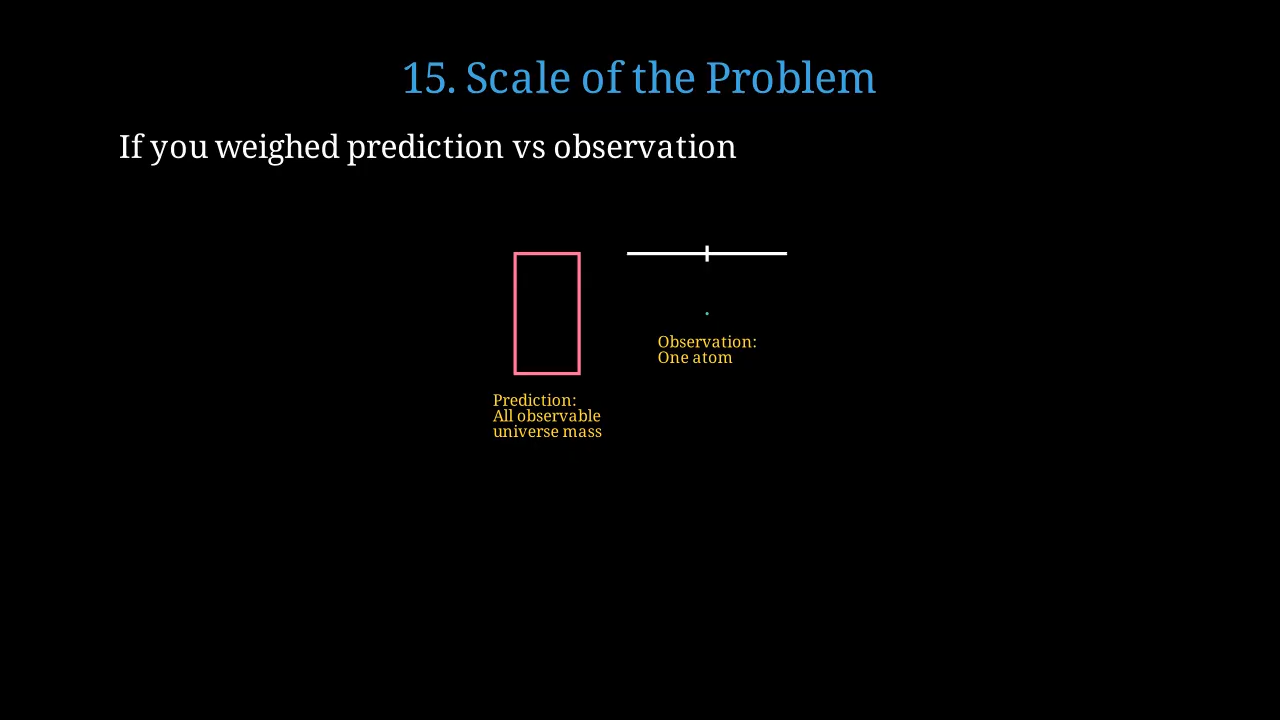 15. Scale of the Problem
If you weighed prediction vs observation
Observation:
One atom
Prediction:
All observable
universe mass